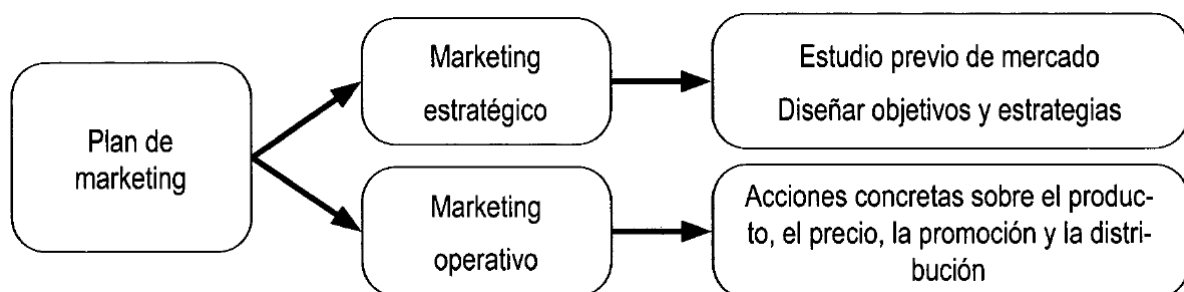 Plan de
marketing
Marketing
estratégico
Estudio previo de mercado
Diseñar objetivos y estrategias
Marketing
operativo
Acciones concretas sobre el produc-
to, el precio, la promoción y la distri-
bución